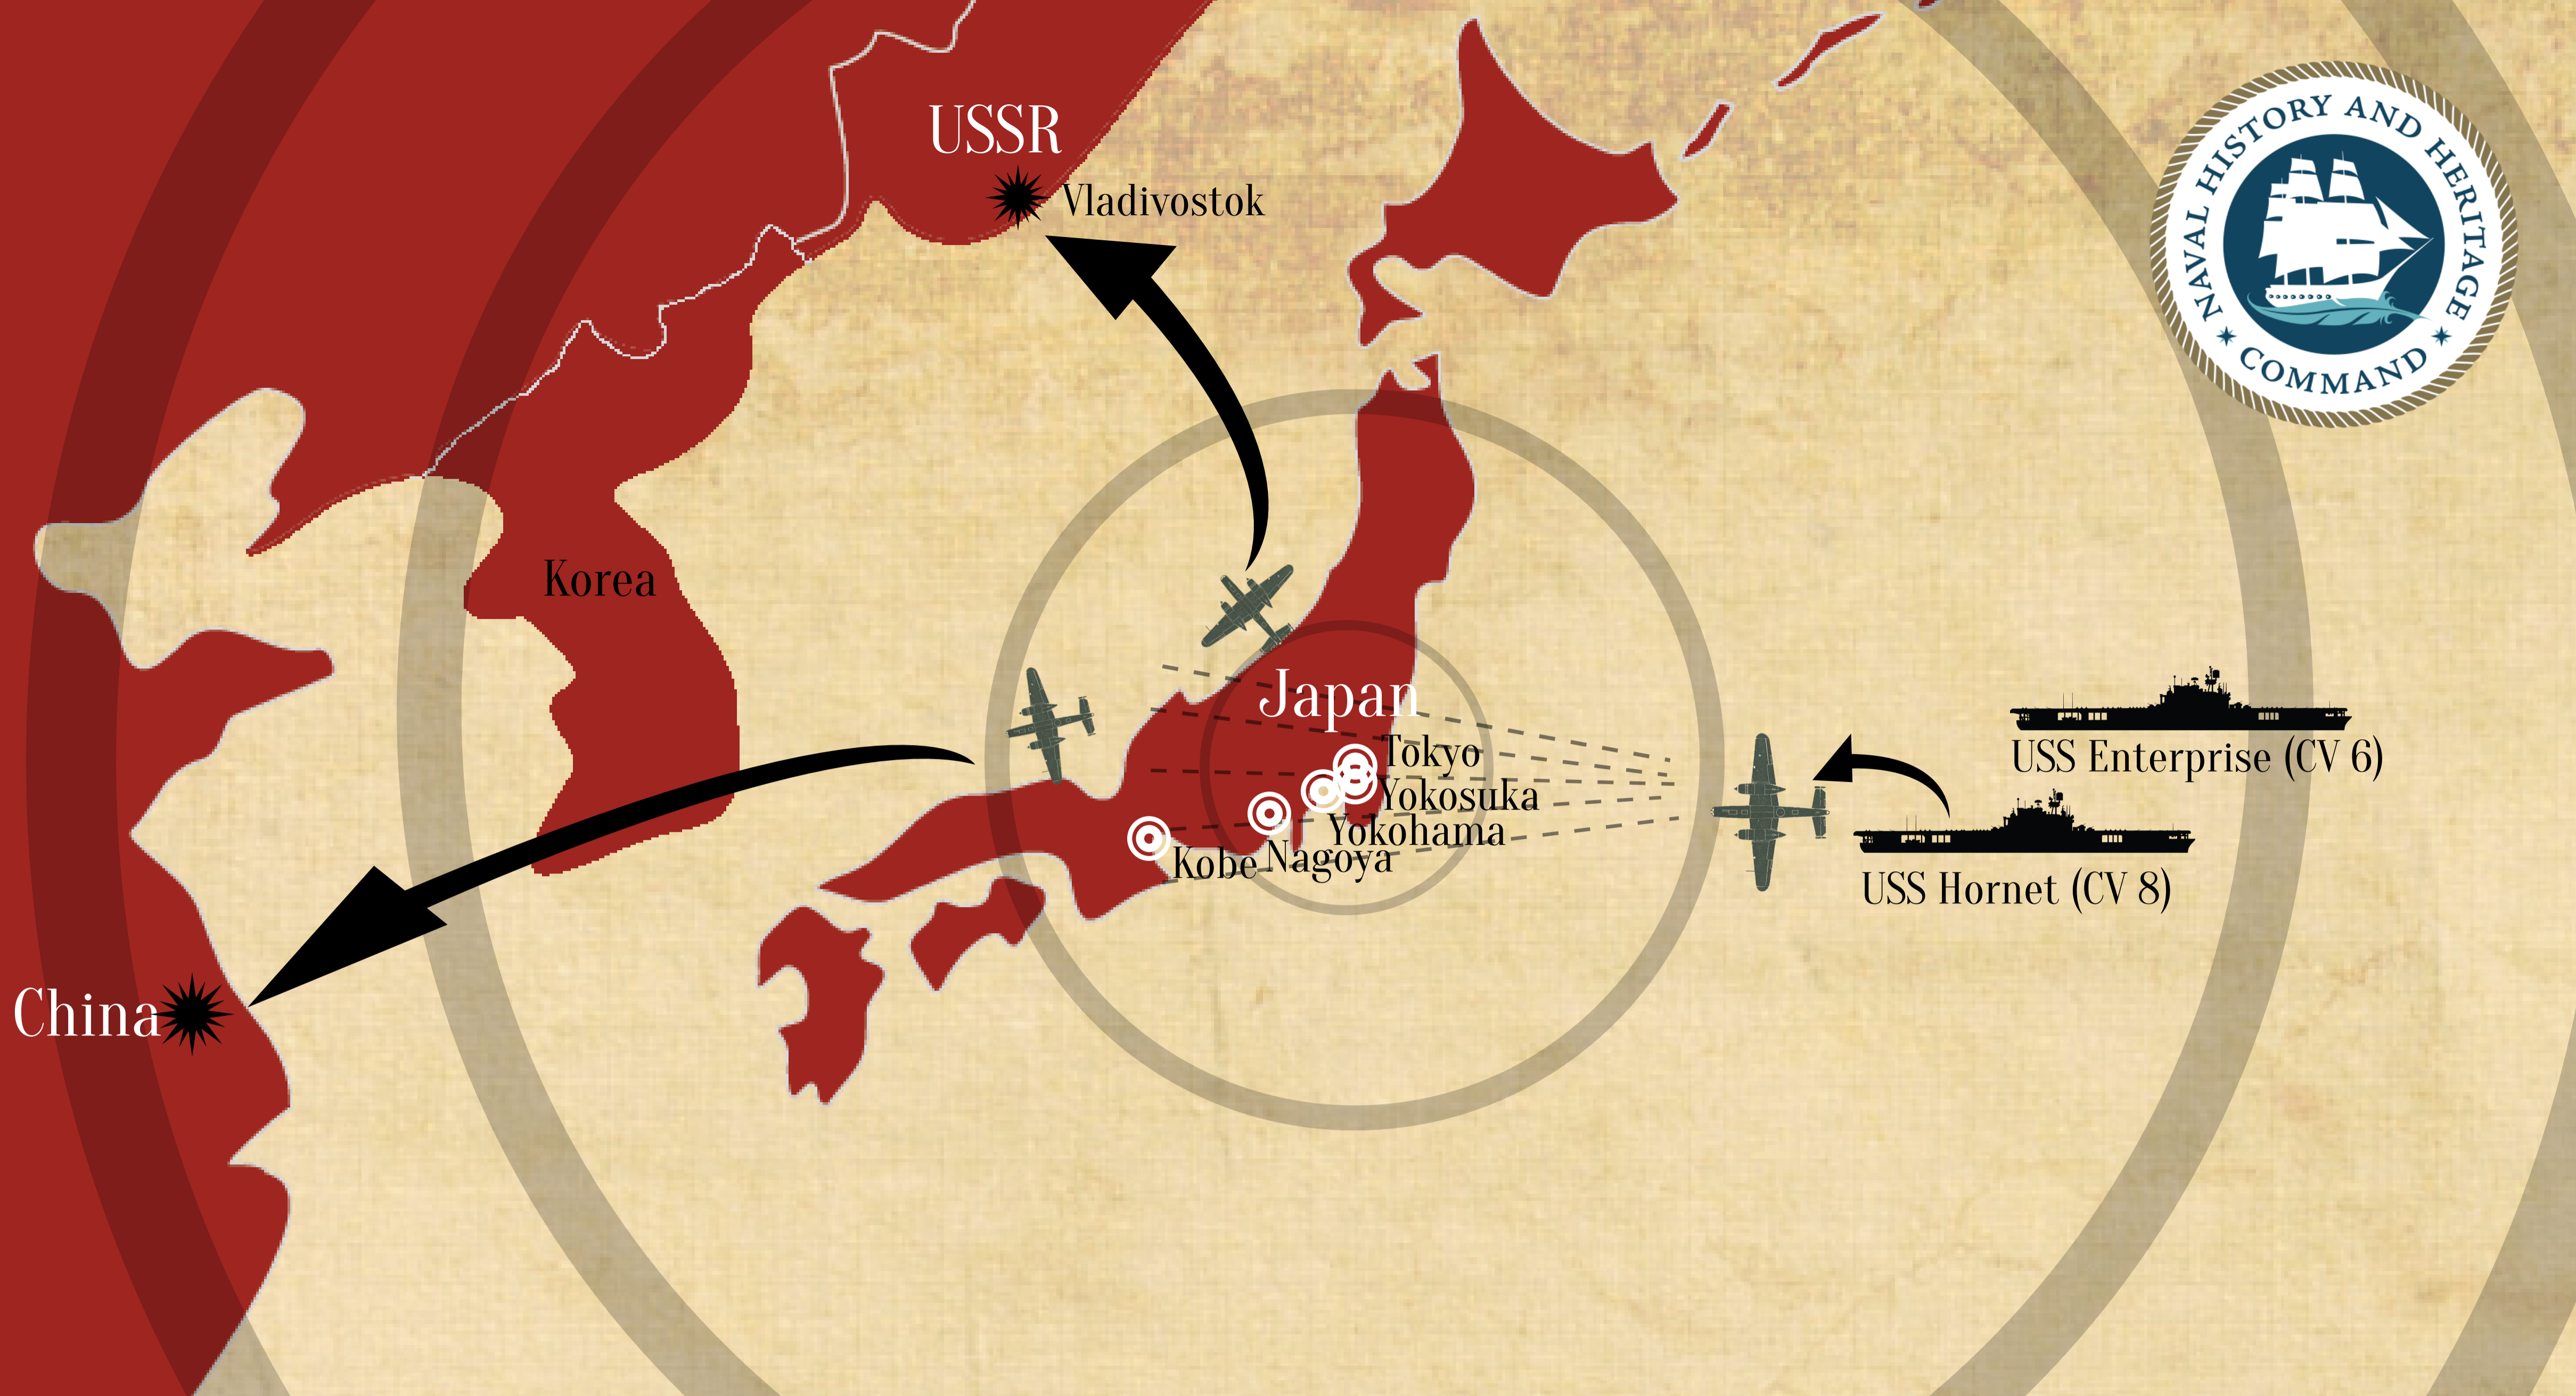 USSR
Vladivostok
NAVAL HISTORY AND HERITAGE
COMMAND
Korea
Japan
Tokyo
Yokosuka
Yokohama
Nagoya
Kobe
USS Enterprise (CV 6)
USS Hornet (CV 8)
China